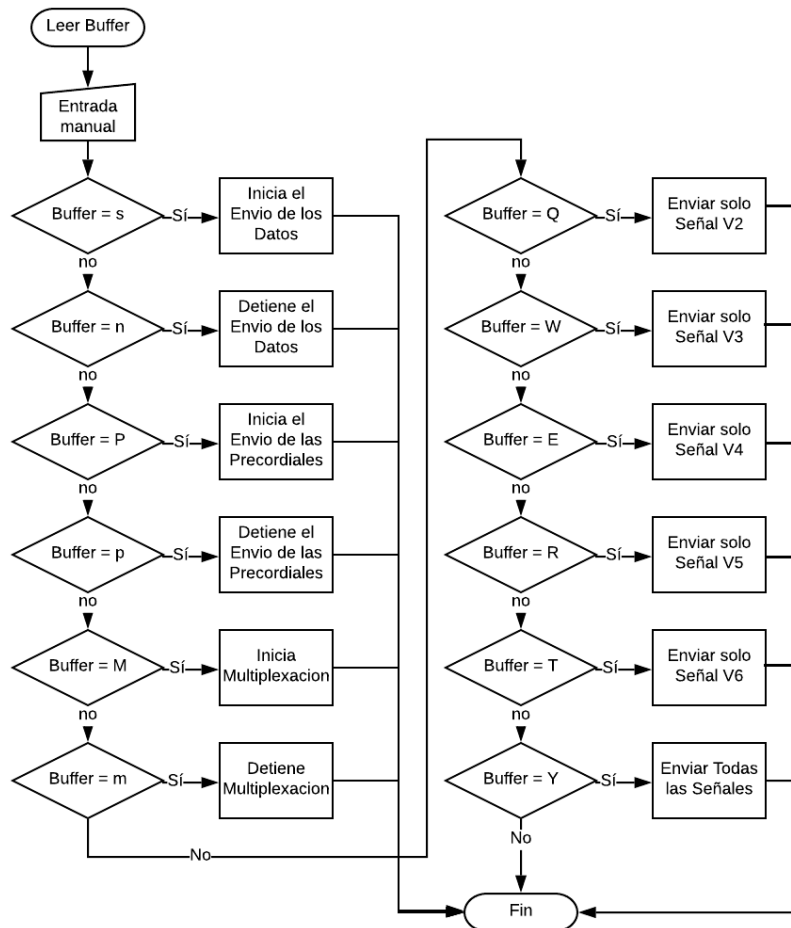 Leer Buffer
Entrada
manual
Buffer = s
Sí
Inicia el
Envio de los
Datos
no
Buffer = n
Sí
Detiene el
Envio de los
Datos
no
Buffer = P
Sí
Inicia el
Envio de las
Precordiales
no
Buffer = p
Sí
Detiene el
Envio de las
Precordiales
no
Buffer = M
Sí
Inicia
Multiplexacion
no
Buffer = m
Sí
Detiene
Multiplexacion
No
Buffer = Q
Sí
Enviar solo
Señal V2
no
Buffer = W
Sí
Enviar solo
Señal V3
no
Buffer = E
Sí
Enviar solo
Señal V4
no
Buffer = R
Sí
Enviar solo
Señal V5
no
Buffer = T
Sí
Enviar solo
Señal V6
no
Buffer = Y
Sí
Enviar Todas
las Señales
No
Fin